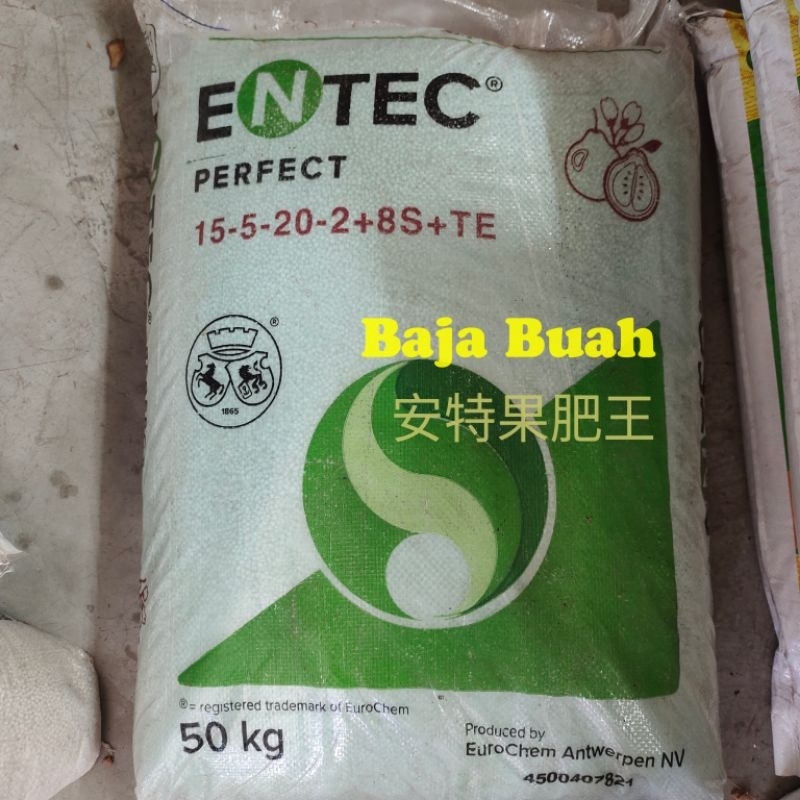 ENTEC®
PERFECT
15-5-20-2+8S+TE
®
1865
Baja Buah
安特果肥王
®= registered trademark of EuroChem
50 kg
Produced by
EuroChem Antwerpen NV
4500407821